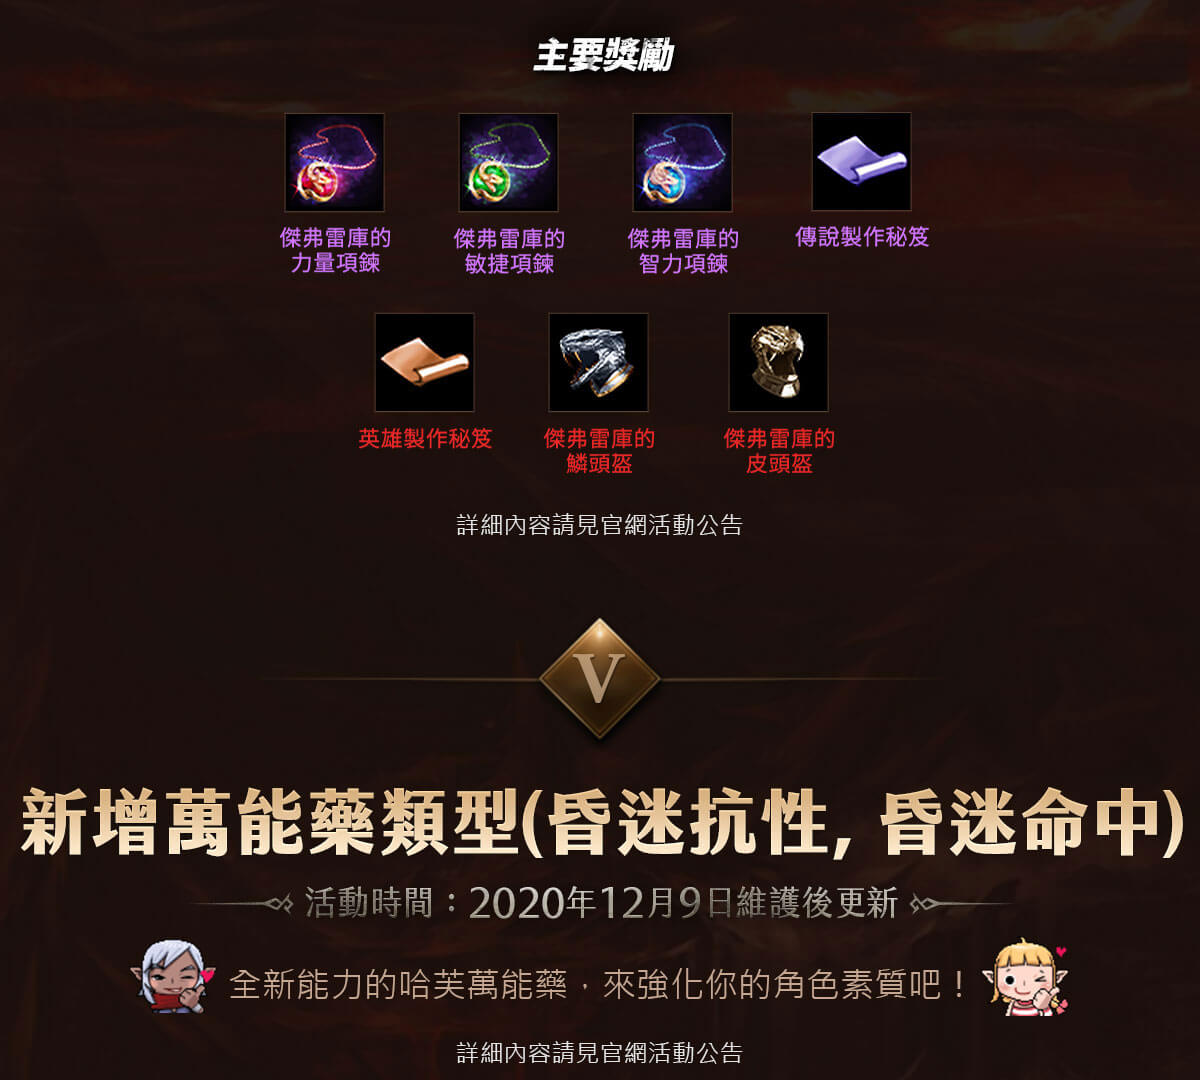 主要獎勵
傑弗雷庫的
力量項鍊
傑弗雷庫的
敏捷項鍊
傑弗雷庫的
智力項鍊
傳說製作秘笈
英雄製作秘笈
傑弗雷庫的
鱗頭盔
傑弗雷庫的
皮頭盔
詳細內容請見官網活動公告
V
新增萬能藥類型(昏迷抗性, 昏迷命中)
活動時間：2020年12月9日維護後更新
全新能力的哈芙萬能藥，來強化你的角色素質吧！
詳細內容請見官網活動公告